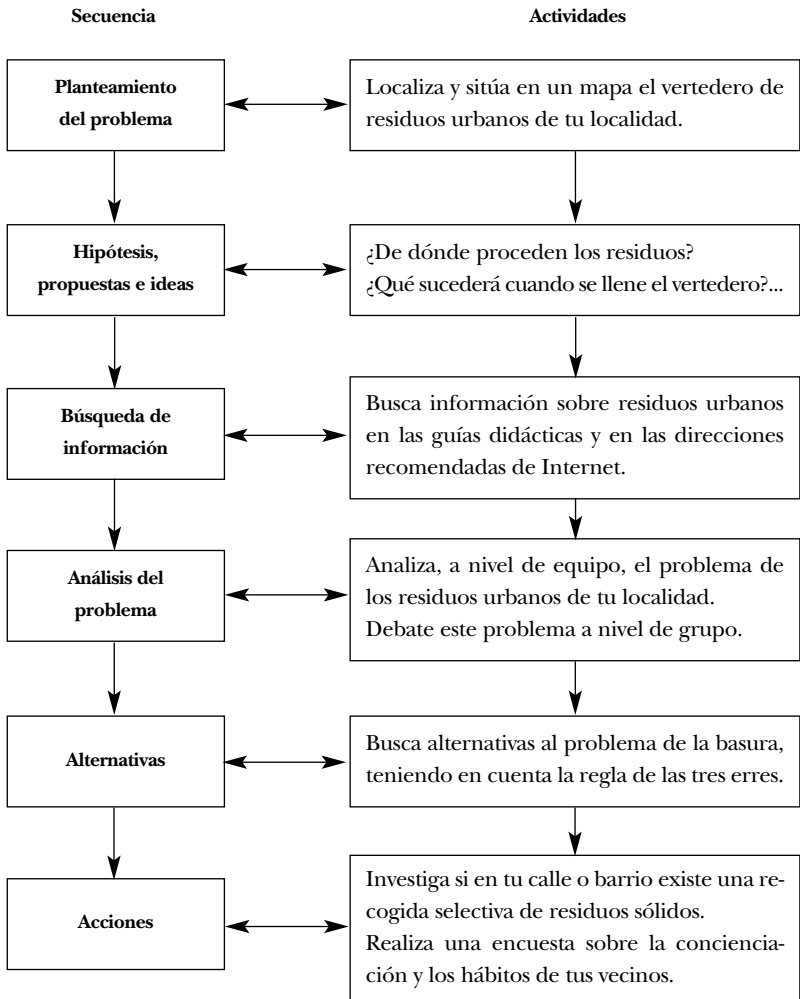 Secuencia
Actividades
Planteamiento
del problema
Localiza y sitúa en un mapa el vertedero de
residuos urbanos de tu localidad.
Hipótesis,
propuestas e ideas
¿De dónde proceden los residuos?
¿Qué sucederá cuando se llene el vertedero?...
Búsqueda de
información
Busca información sobre residuos urbanos
en las guías didácticas y en las direcciones
recomendadas de Internet.
Análisis del
problema
Analiza, a nivel de equipo, el problema de
los residuos urbanos de tu localidad.
Debate este problema a nivel de grupo.
Alternativas
Busca alternativas al problema de la basura,
teniendo en cuenta la regla de las tres erres.
Acciones
Investiga si en tu calle o barrio existe una re-
cogida selectiva de residuos sólidos.
Realiza una encuesta sobre la conciencia-
ción y los hábitos de tus vecinos.